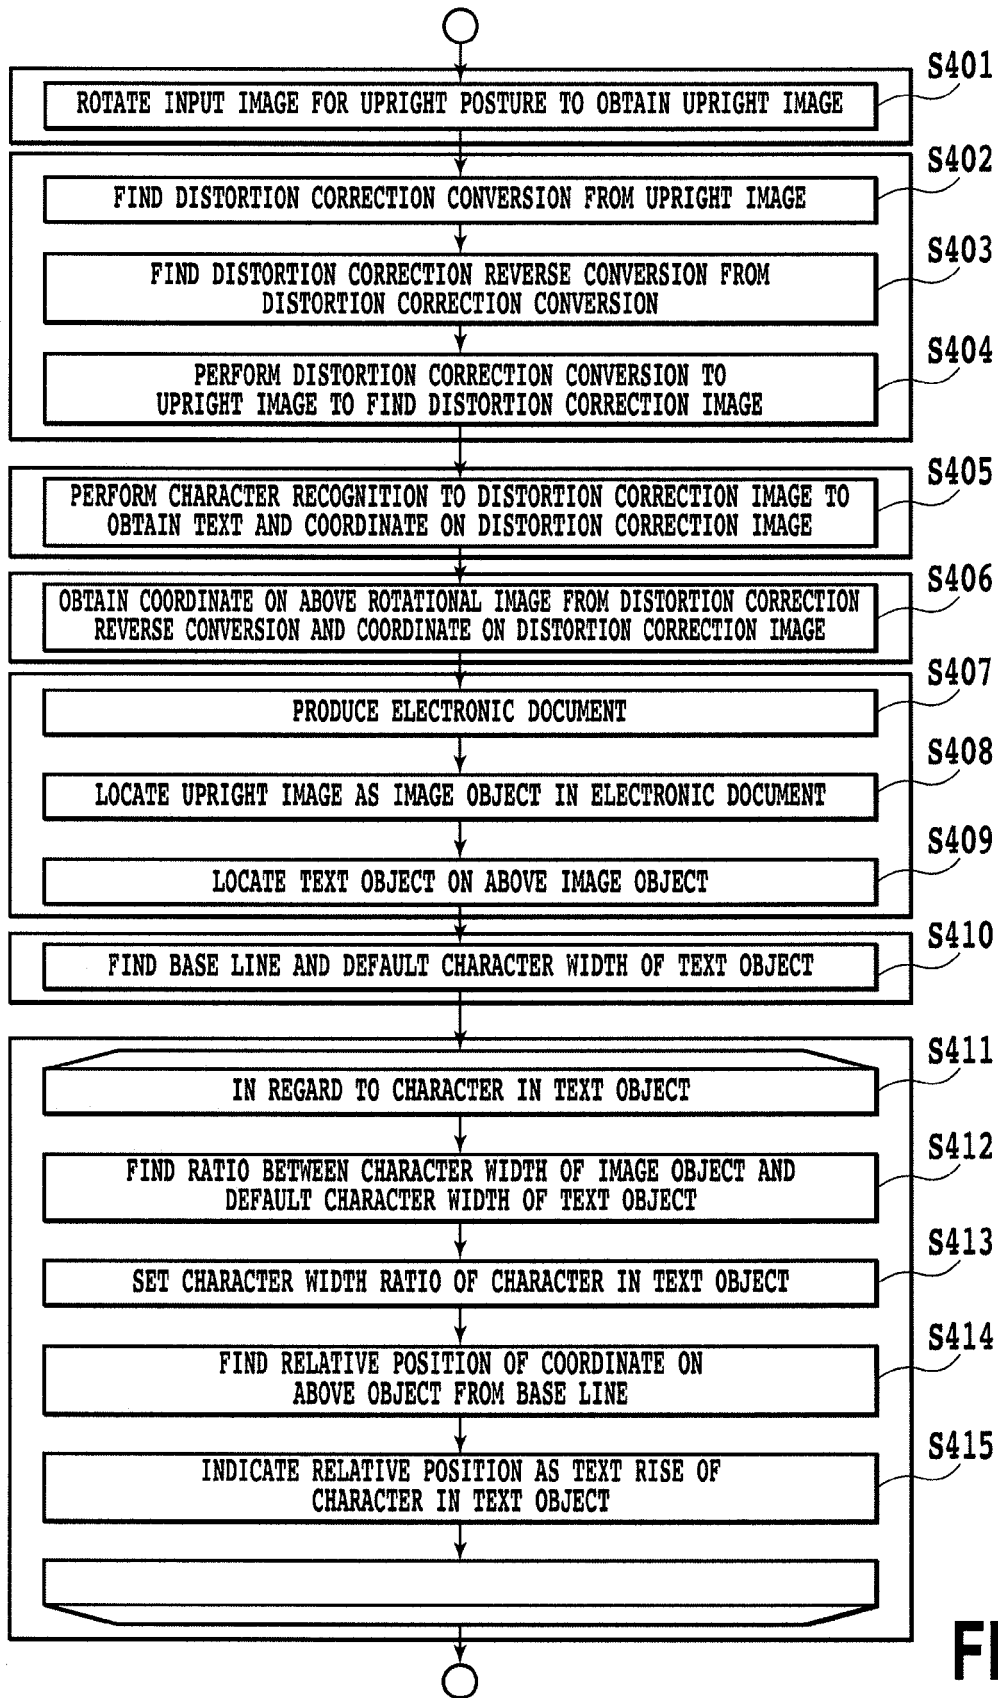 S401
ROTATE INPUT IMAGE FOR UPRIGHT POSTURE TO OBTAIN UPRIGHT IMAGE
S402
FIND DISTORTION CORRECTION CONVERSION FROM UPRIGHT IMAGE
S403
FIND DISTORTION CORRECTION REVERSE CONVERSION FROM
DISTORTION CORRECTION CONVERSION
S404
PERFORM DISTORTION CORRECTION CONVERSION TO
UPRIGHT IMAGE TO FIND DISTORTION CORRECTION IMAGE
S405
PERFORM CHARACTER RECOGNITION TO DISTORTION CORRECTION IMAGE TO
OBTAIN TEXT AND COORDINATE ON DISTORTION CORRECTION IMAGE
S406
OBTAIN COORDINATE ON ABOVE ROTATIONAL IMAGE FROM DISTORTION CORRECTION
REVERSE CONVERSION AND COORDINATE ON DISTORTION CORRECTION IMAGE
S407
PRODUCE ELECTRONIC DOCUMENT
S408
LOCATE UPRIGHT IMAGE AS IMAGE OBJECT IN ELECTRONIC DOCUMENT
S409
LOCATE TEXT OBJECT ON ABOVE IMAGE OBJECT
S410
FIND BASE LINE AND DEFAULT CHARACTER WIDTH OF TEXT OBJECT
S411
IN REGARD TO CHARACTER IN TEXT OBJECT
S412
FIND RATIO BETWEEN CHARACTER WIDTH OF IMAGE OBJECT AND
DEFAULT CHARACTER WIDTH OF TEXT OBJECT
S413
SET CHARACTER WIDTH RATIO OF CHARACTER IN TEXT OBJECT
S414
FIND RELATIVE POSITION OF COORDINATE ON
ABOVE OBJECT FROM BASE LINE
S415
INDICATE RELATIVE POSITION AS TEXT RISE OF
CHARACTER IN TEXT OBJECT